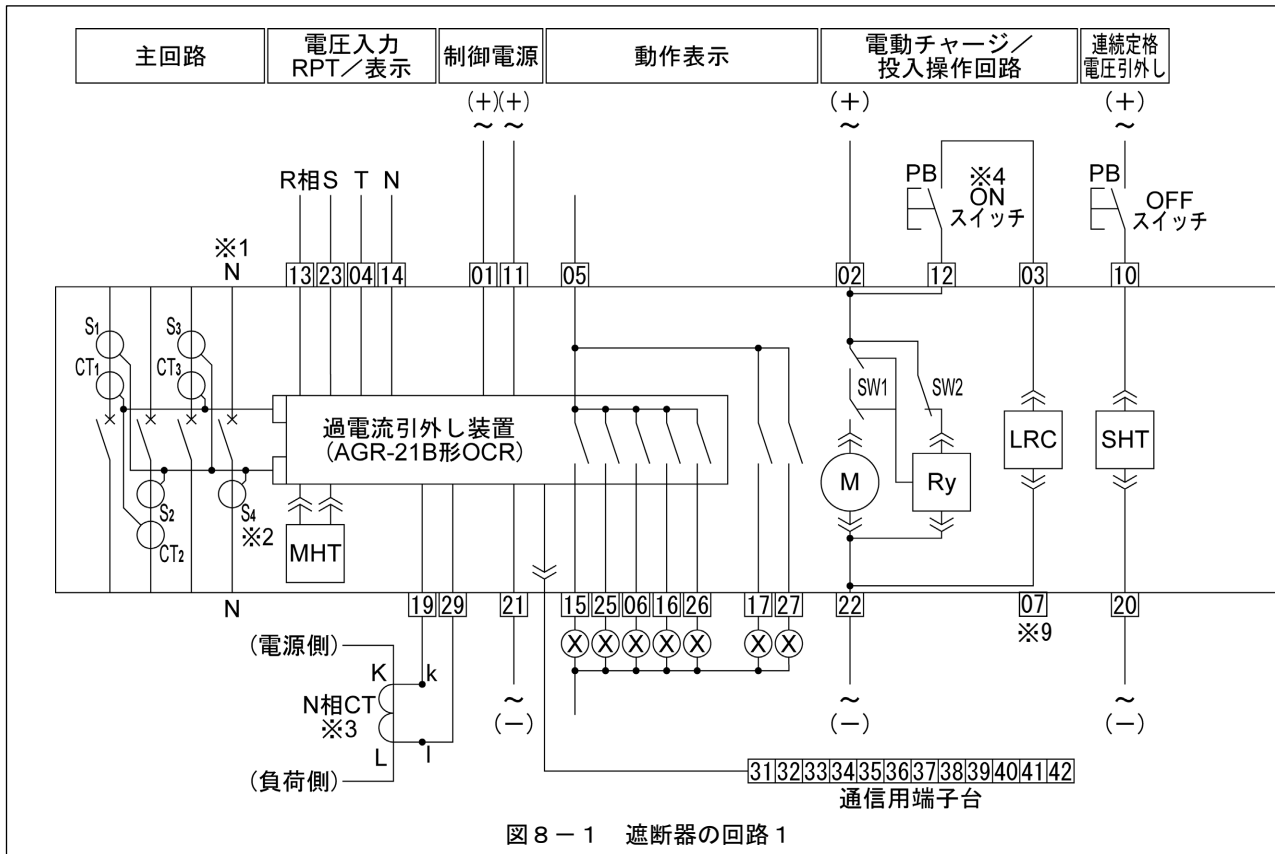 主回路
電圧入力
RPT／表示
制御電源
動作表示
電動チャージ／
投入操作回路
連続定格
電圧引外し
(＋)(＋)
～ ～
(＋)
～
(＋)
～
R相 S T N
PB
※4
ON
スイッチ
PB
OFF
スイッチ
※1
N
13 23 04 14 01 11 05 02 12 03 10
S1
CT1
S3
CT3
SW1
SW2
過電流引外し装置
（AGR-21B形OCR）
LRC
SHT
M
Ry
S2
CT2
S4
※2
MHT
N
19 29 21 15 25 06 16 26 17 27 22 07 20
※9
X X X X X X X
(電源側)
K k
N相CT
※3
L l
(負荷側)
～
(－)
～
(－)
～
(－)
31 32 33 34 35 36 37 38 39 40 41 42
通信用端子台
図８－１ 遮断器の回路１